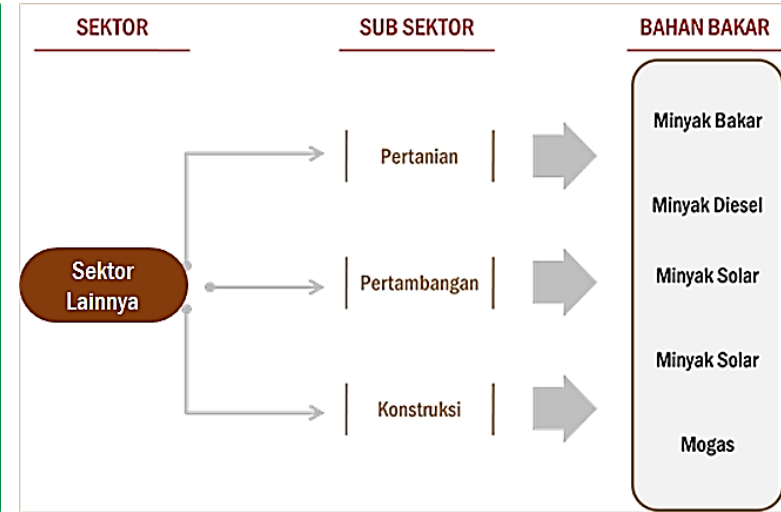 SEKTOR
SUB SEKTOR
BAHAN BAKAR
Sektor
Lainnya
Pertanian
Pertambangan
Konstruksi
Minyak Bakar
Minyak Diesel
Minyak Solar
Minyak Solar
Mogas